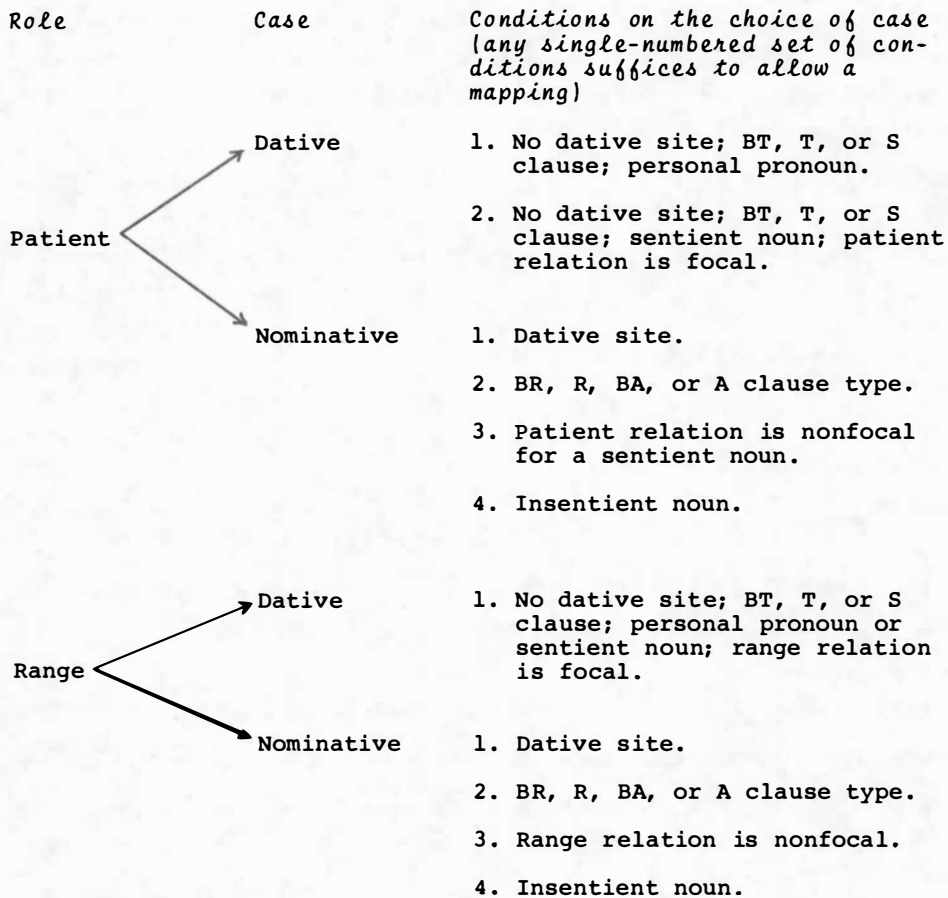 Role Case Conditions on the choice of case
(any single-numbered set of con-
ditions suffices to allow a
mapping)
Dative 1. No dative site; BT, T, or S
clause; personal pronoun.
2. No dative site; BT, T, or S
Patient clause; sentient noun; patient
relation is focal.
Nominative 1. Dative site.
2. BR, R, BA, or A clause type.
3. Patient relation is nonfocal
for a sentient noun.
4. Insentient noun.
Dative 1. No dative site; BT, T, or S
clause; personal pronoun or
sentient noun; range relation
Range is focal.
Nominative 1. Dative site.
2. BR, R, BA, or A clause type.
3. Range relation is nonfocal.
4. Insentient noun.